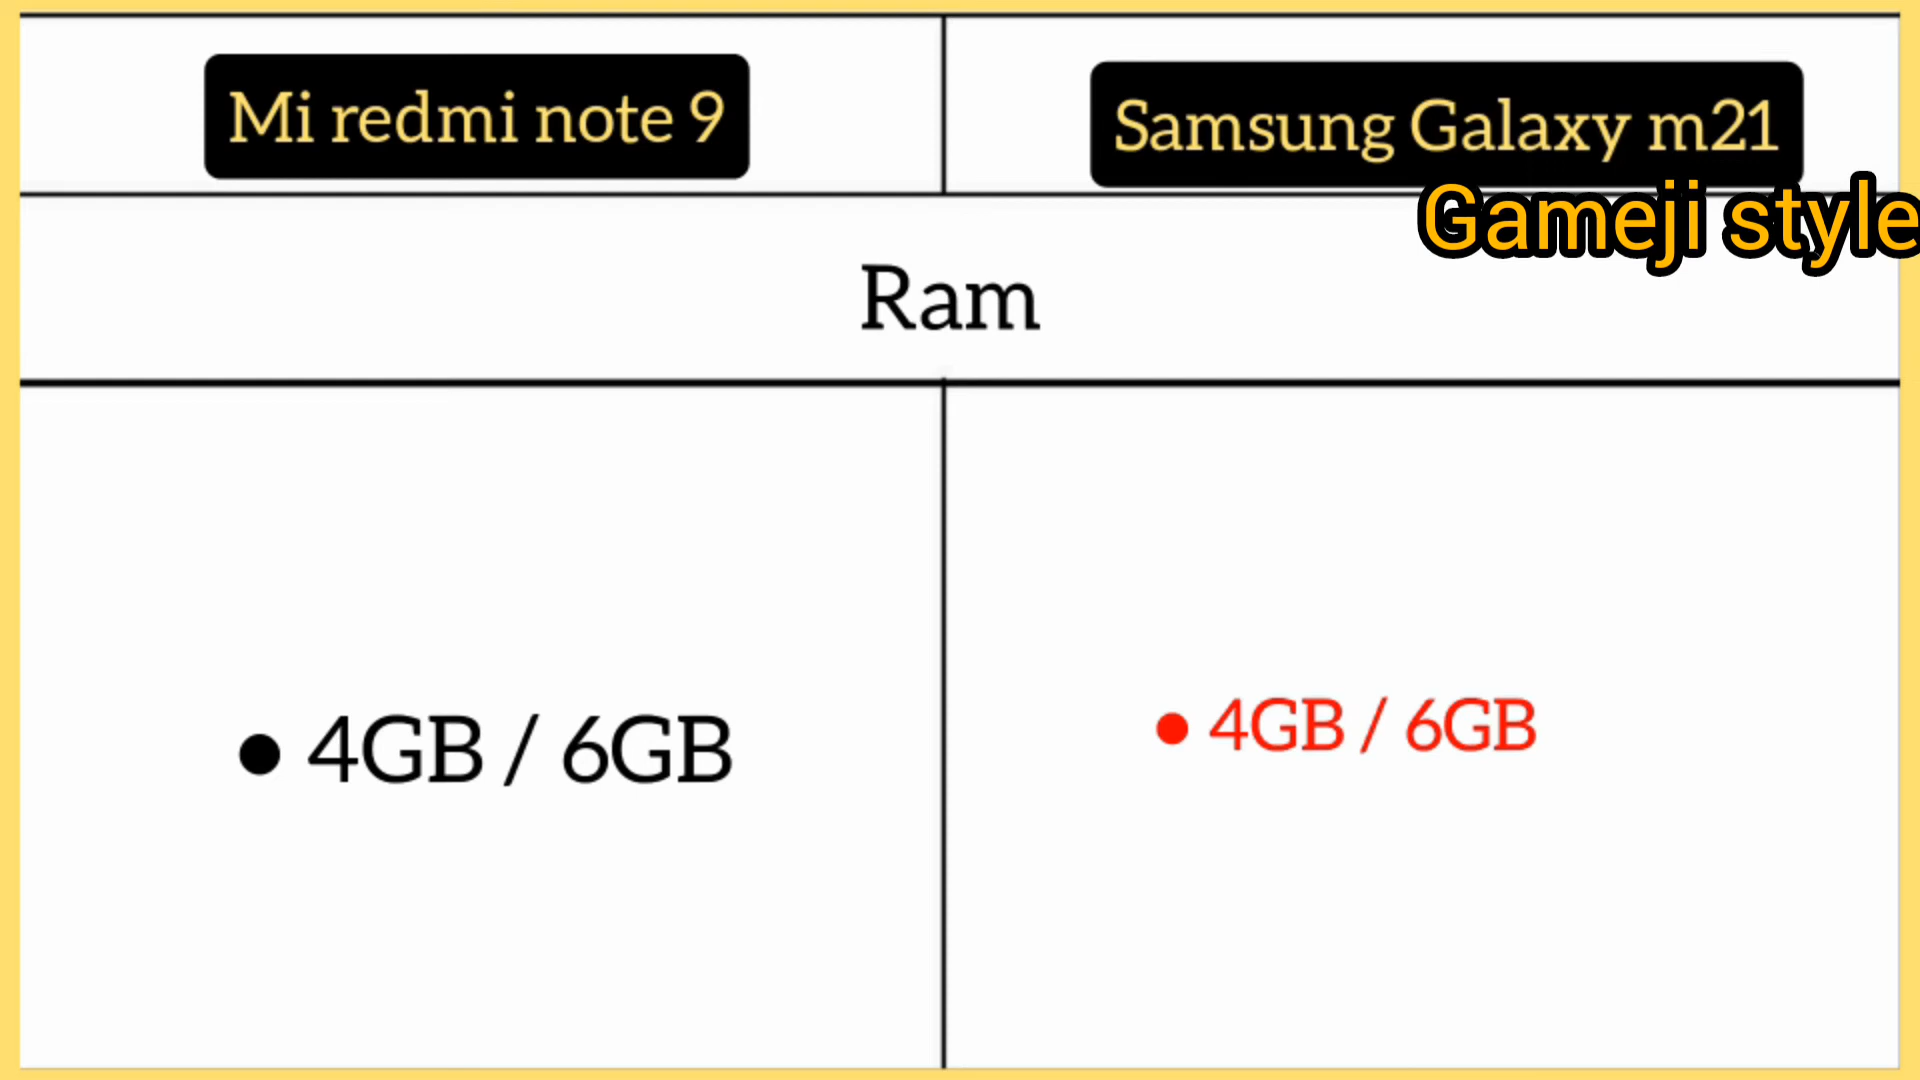 Mi redmi note 9
Samsung Galaxy m21
Gameji style
Ram
• 4GB / 6GB
• 4GB / 6GB